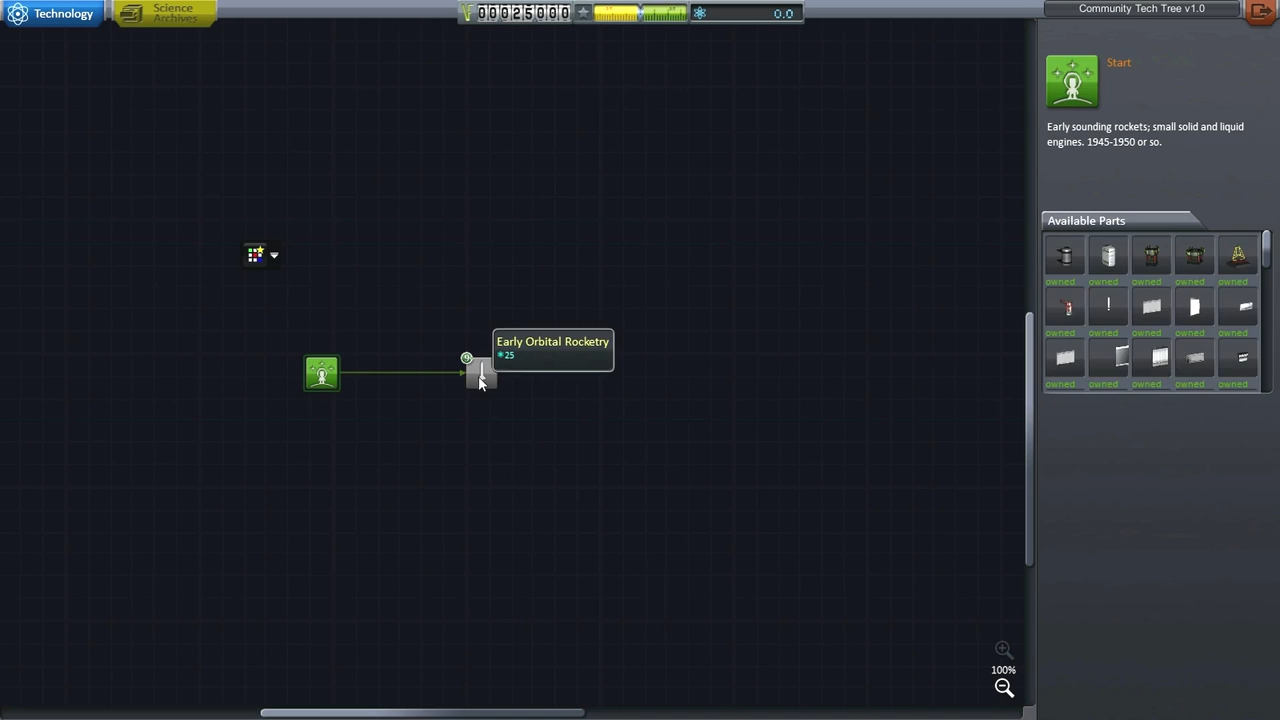 Technology
Science
Archives
00025000
0.0
Community Tech Tree v1.0
Start
Early sounding rockets; small solid and liquid
engines. 1945-1950 or so.
Available Parts
owned owned owned owned owned
owned owned owned owned owned
owned owned owned owned owned
Early Orbital Rocketry
25
100%